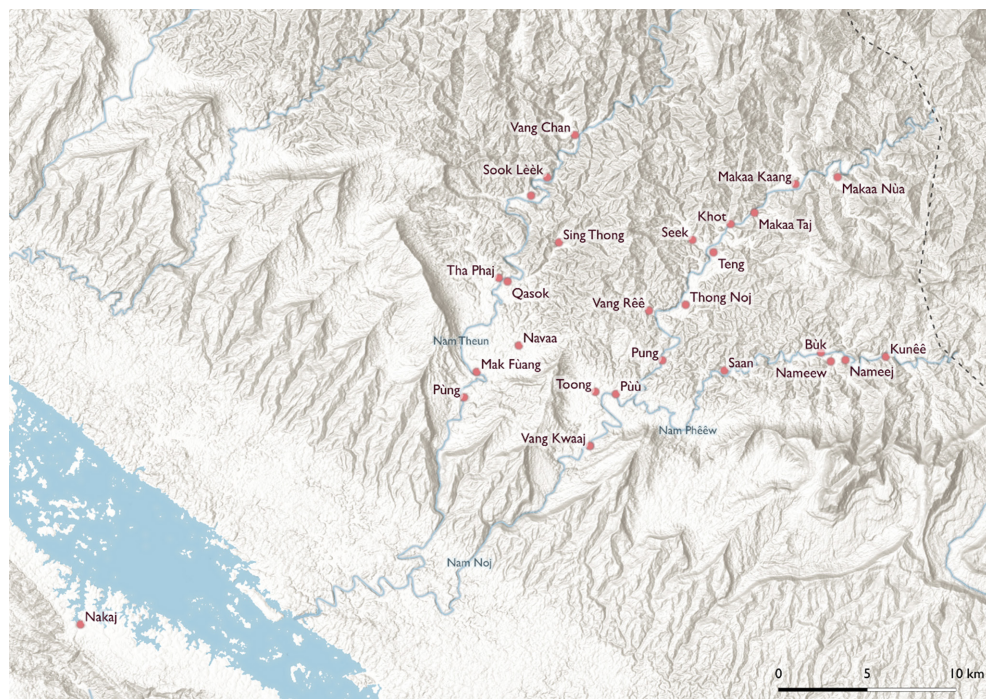 Vang Chan
Sook Lèèk
Makaa Kaang
Makaa Nùa
Khot
Makaa Taj
Seek
Sing Thong
Teng
Tha Phaj
Qasok
Vang Rêê
Thong Noj
Nam Theun
Navaa
Bùk
Kunêê
Pung
Mak Fùang
Saan
Nameew
Nameej
Pùng
Toong
Pùù
Nam Phêêw
Vang Kwaaj
Nam Noj
Nakaj
0 5 10 km